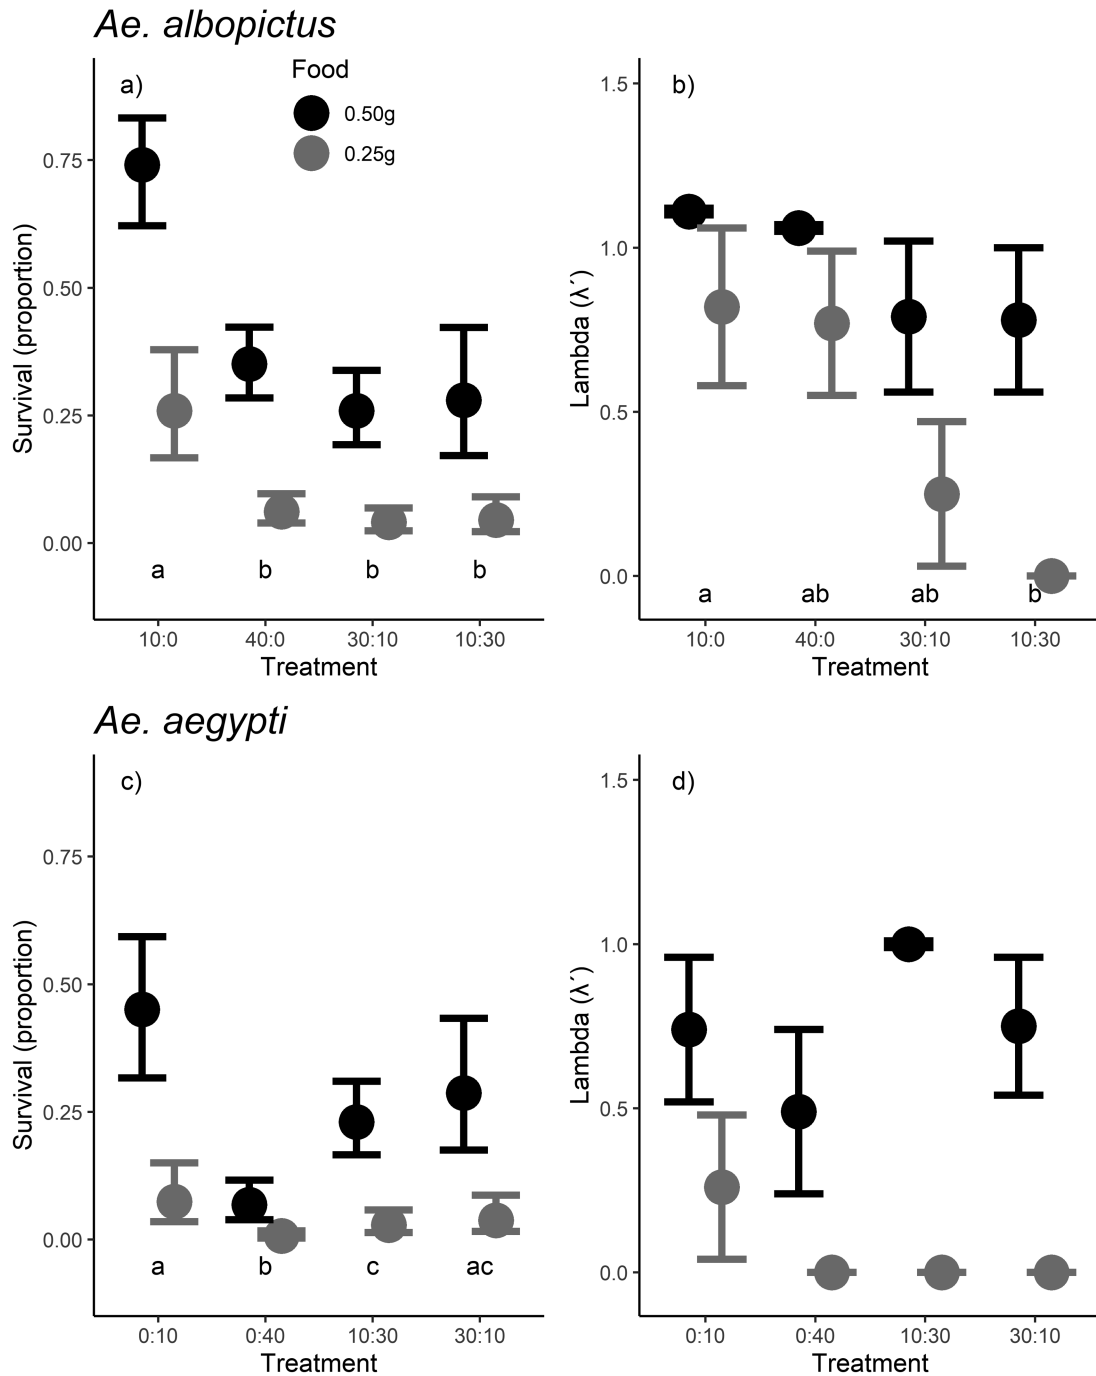 Ae. albopictus
a)
Food
0.50g
0.25g
0.75
0.50
0.25
0.00
Survival (proportion)
a b b b
10:0 40:0 30:10 10:30
Treatment
b)
1.5
1.0
0.5
0.0
Lambda (λ´)
a ab ab b
10:0 40:0 30:10 10:30
Treatment
Ae. aegypti
c)
0.75
0.50
0.25
0.00
Survival (proportion)
a b c ac
0:10 0:40 10:30 30:10
Treatment
d)
1.5
1.0
0.5
0.0
Lambda (λ´)
0:10 0:40 10:30 30:10
Treatment